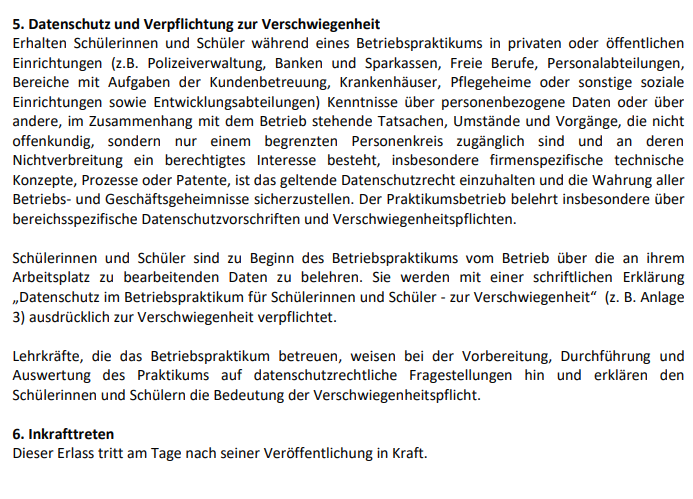 5. Datenschutz und Verpflichtung zur Verschwiegenheit
Erhalten Schülerinnen und Schüler während eines Betriebspraktikums in privaten oder öffentlichen
Einrichtungen (z.B. Polizeiverwaltung, Banken und Sparkassen, Freie Berufe, Personalabteilungen,
Bereiche mit Aufgaben der Kundenbetreuung, Krankenhäuser, Pflegeheime oder sonstige soziale
Einrichtungen sowie Entwicklungsabteilungen) Kenntnisse über personenbezogene Daten oder über
andere, im Zusammenhang mit dem Betrieb stehende Tatsachen, Umstände und Vorgänge, die nicht
offenkundig, sondern nur einem begrenzten Personenkreis zugänglich sind und an deren
Nichtverbreitung ein berechtigtes Interesse besteht, insbesondere firmenspezifische technische
Konzepte, Prozesse oder Patente, ist das geltende Datenschutzrecht einzuhalten und die Wahrung aller
Betriebs- und Geschäftsgeheimnisse sicherzustellen. Der Praktikumsbetrieb belehrt insbesondere über
bereichsspezifische Datenschutzvorschriften und Verschwiegenheitspflichten.
Schülerinnen und Schüler sind zu Beginn des Betriebspraktikums vom Betrieb über die an ihrem
Arbeitsplatz zu bearbeitenden Daten zu belehren. Sie werden mit einer schriftlichen Erklärung
„Datenschutz im Betriebspraktikum für Schülerinnen und Schüler - zur Verschwiegenheit“ (z. B. Anlage
3) ausdrücklich zur Verschwiegenheit verpflichtet.
Lehrkräfte, die das Betriebspraktikum betreuen, weisen bei der Vorbereitung, Durchführung und
Auswertung des Praktikums auf datenschutzrechtliche Fragestellungen hin und erklären den
Schülerinnen und Schülern die Bedeutung der Verschwiegenheitspflicht.
6. Inkrafttreten
Dieser Erlass tritt am Tage nach seiner Veröffentlichung in Kraft.